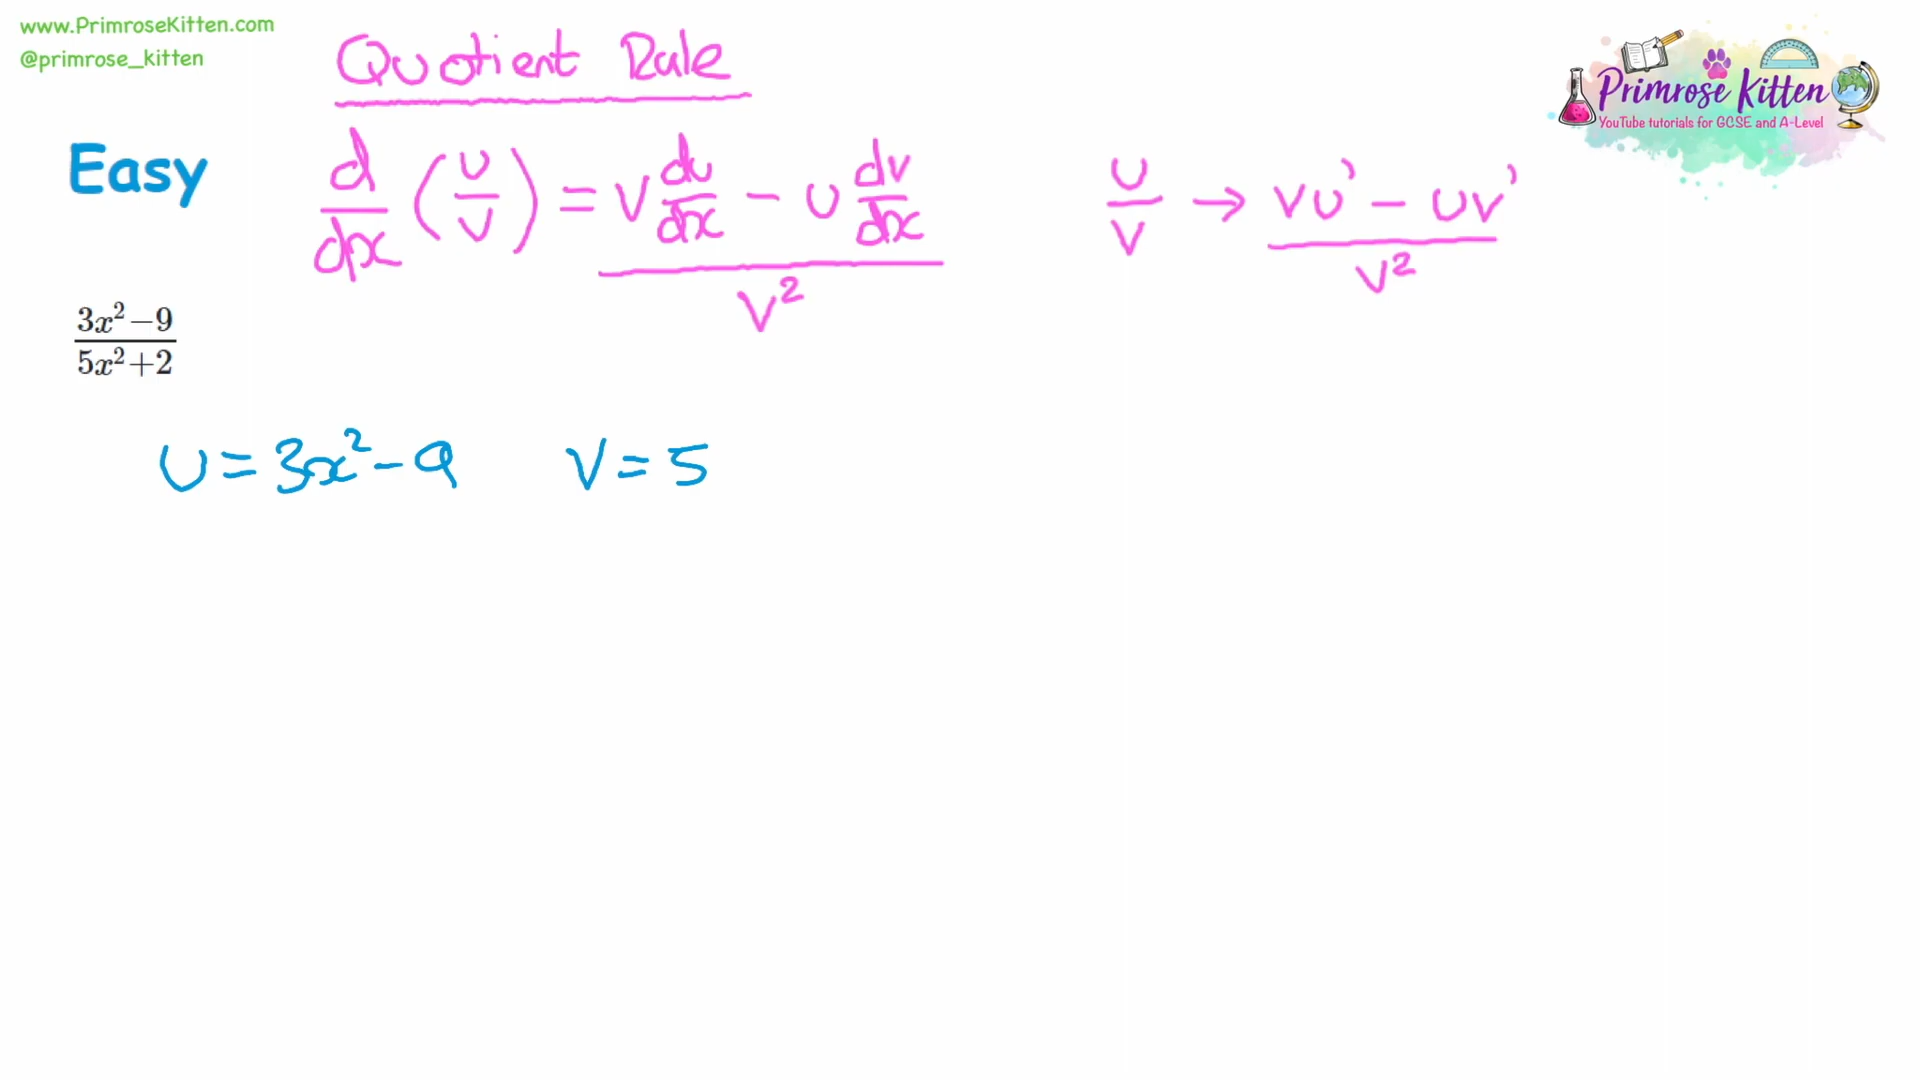 www.PrimroseKitten.com
@primrose_kitten
Quotient Rule
Primrose Kitten
YouTube tutorials for GCSE and A-Level
Easy
d/dx (u/v) = (v du/dx - u dv/dx)/v²
u/v → (vu' - uv')/v²
(3x²-9)/(5x²+2)
u = 3x² - 9 v = 5